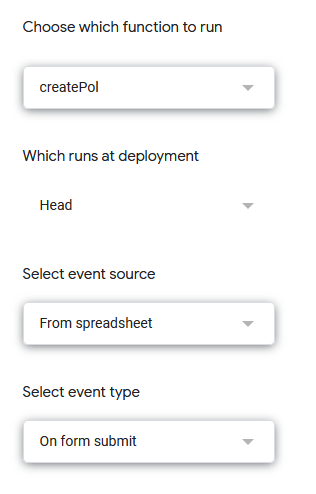 Choose which function to run
createPol
Which runs at deployment
Head
Select event source
From spreadsheet
Select event type
On form submit